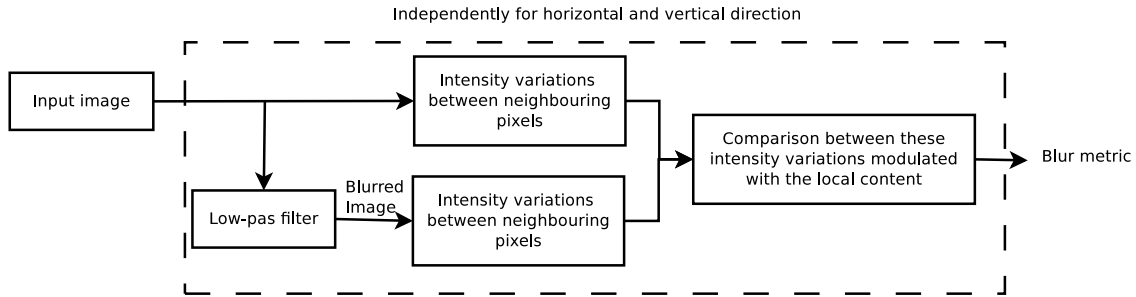 Independently for horizontal and vertical direction
Input image
Intensity variations
between neighbouring
pixels
Low-pas filter
Blurred
Image
Intensity variations
between neighbouring
pixels
Comparison between these
intensity variations modulated
with the local content
Blur metric